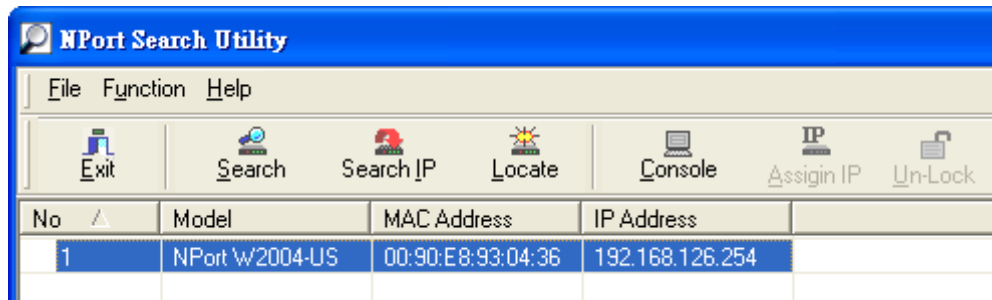 NPort Search Utility
File Function Help
Exit Search Search IP Locate Console Assigin IP Un-Lock
No Model MAC Address IP Address
1 NPort W2004-US 00:90:E8:93:04:36 192.168.126.254